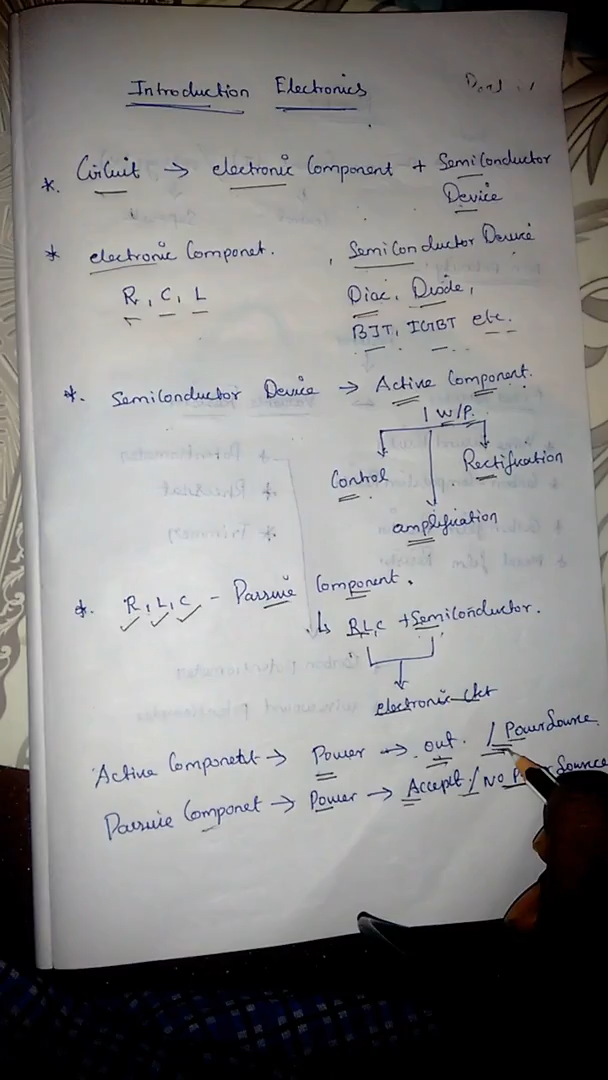 Introduction Electronics
*. Circuit → electronic Component + Semiconductor
Device
* electronic Componet. , Semiconductor Device
R, C, L
Diac, Diode,
BJT, IGBT etc.
*. Semiconductor Device → Active Component.
W/P.
Control
Rectification
amplification
*. R, L, C - Passive Component.
↳ RL,C + Semiconductor.
electronic Ckt
Active Component → Power → out. / Power Source
Passive Componet → Power → Accept / No Source